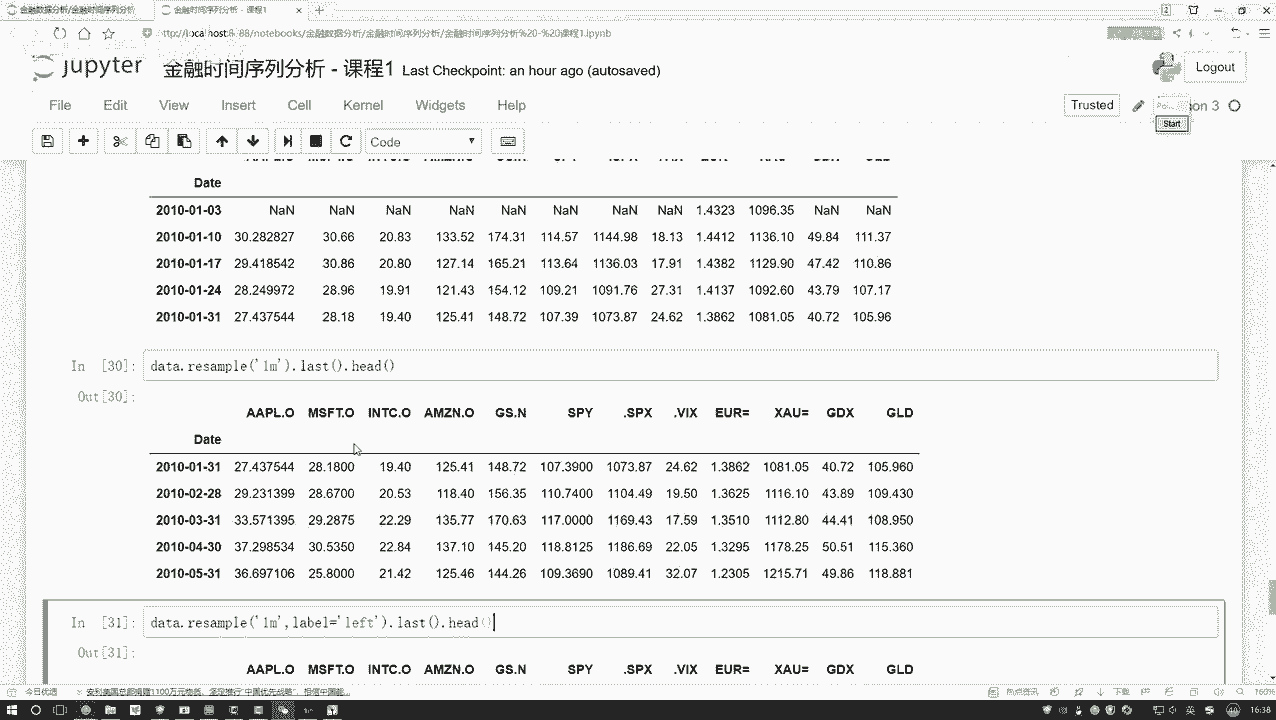 金融数据分析/金融时间序列分析
金融时间序列分析 - 课程1
localhost:8888/notebooks/金融数据分析/金融时间序列分析/金融时间序列分析%20-%20课程1.ipynb
jupyter 金融时间序列分析 - 课程1 Last Checkpoint: an hour ago (autosaved)
Logout
File Edit View Insert Cell Kernel Widgets Help
Trusted
Start
Code
Date
2010-01-03 NaN NaN NaN NaN NaN NaN NaN NaN 1.4323 1096.35 NaN NaN
2010-01-10 30.282827 30.66 20.83 133.52 174.31 114.57 1144.98 18.13 1.4412 1136.10 49.84 111.37
2010-01-17 29.418542 30.86 20.80 127.14 165.21 113.64 1136.03 17.91 1.4382 1129.90 47.42 110.86
2010-01-24 28.249972 28.96 19.91 121.43 154.12 109.21 1091.76 27.31 1.4137 1092.60 43.79 107.17
2010-01-31 27.437544 28.18 19.40 125.41 148.72 107.39 1073.87 24.62 1.3862 1081.05 40.72 105.96
In [30]: data.resample('1m').last().head()
Out[30]:
AAPL.O MSFT.O INTC.O AMZN.O GS.N SPY .SPX .VIX EUR= XAU= GDX GLD
Date
2010-01-31 27.437544 28.1800 19.40 125.41 148.72 107.3900 1073.87 24.62 1.3862 1081.05 40.72 105.960
2010-02-28 29.231399 28.6700 20.53 118.40 156.35 110.7400 1104.49 19.50 1.3625 1116.10 43.89 109.430
2010-03-31 33.571395 29.2875 22.29 135.77 170.63 117.0000 1169.43 17.59 1.3510 1112.80 44.41 108.950
2010-04-30 37.298534 30.5350 22.84 137.10 145.20 118.8125 1186.69 22.05 1.3295 1178.25 50.51 115.360
2010-05-31 36.697106 25.8000 21.42 125.46 144.26 109.3690 1089.41 32.07 1.2305 1215.71 49.86 118.881
In [31]: data.resample('1m',label='left').last().head()
Out[31]:
AAPL.O MSFT.O INTC.O AMZN.O GS.N SPY .SPX .VIX EUR= XAU= GDX GLD
今日优选
热点资讯
下载
160%
英
16:38